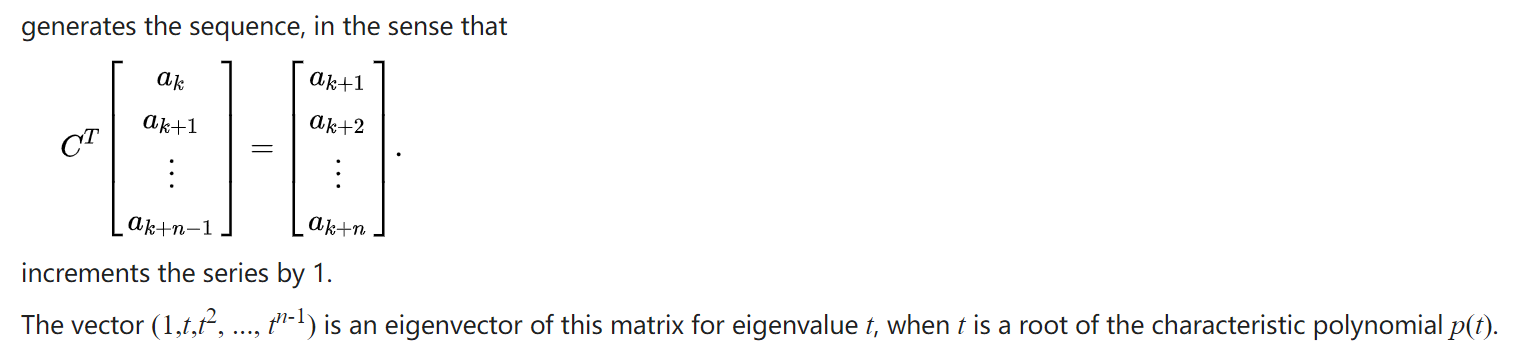 generates the sequence, in the sense that
$C^T \begin{bmatrix} a_k \\ a_{k+1} \\ \vdots \\ a_{k+n-1} \end{bmatrix} = \begin{bmatrix} a_{k+1} \\ a_{k+2} \\ \vdots \\ a_{k+n} \end{bmatrix}.$
increments the series by 1.
The vector (1,t,t², ..., tⁿ⁻¹) is an eigenvector of this matrix for eigenvalue t, when t is a root of the characteristic polynomial p(t).